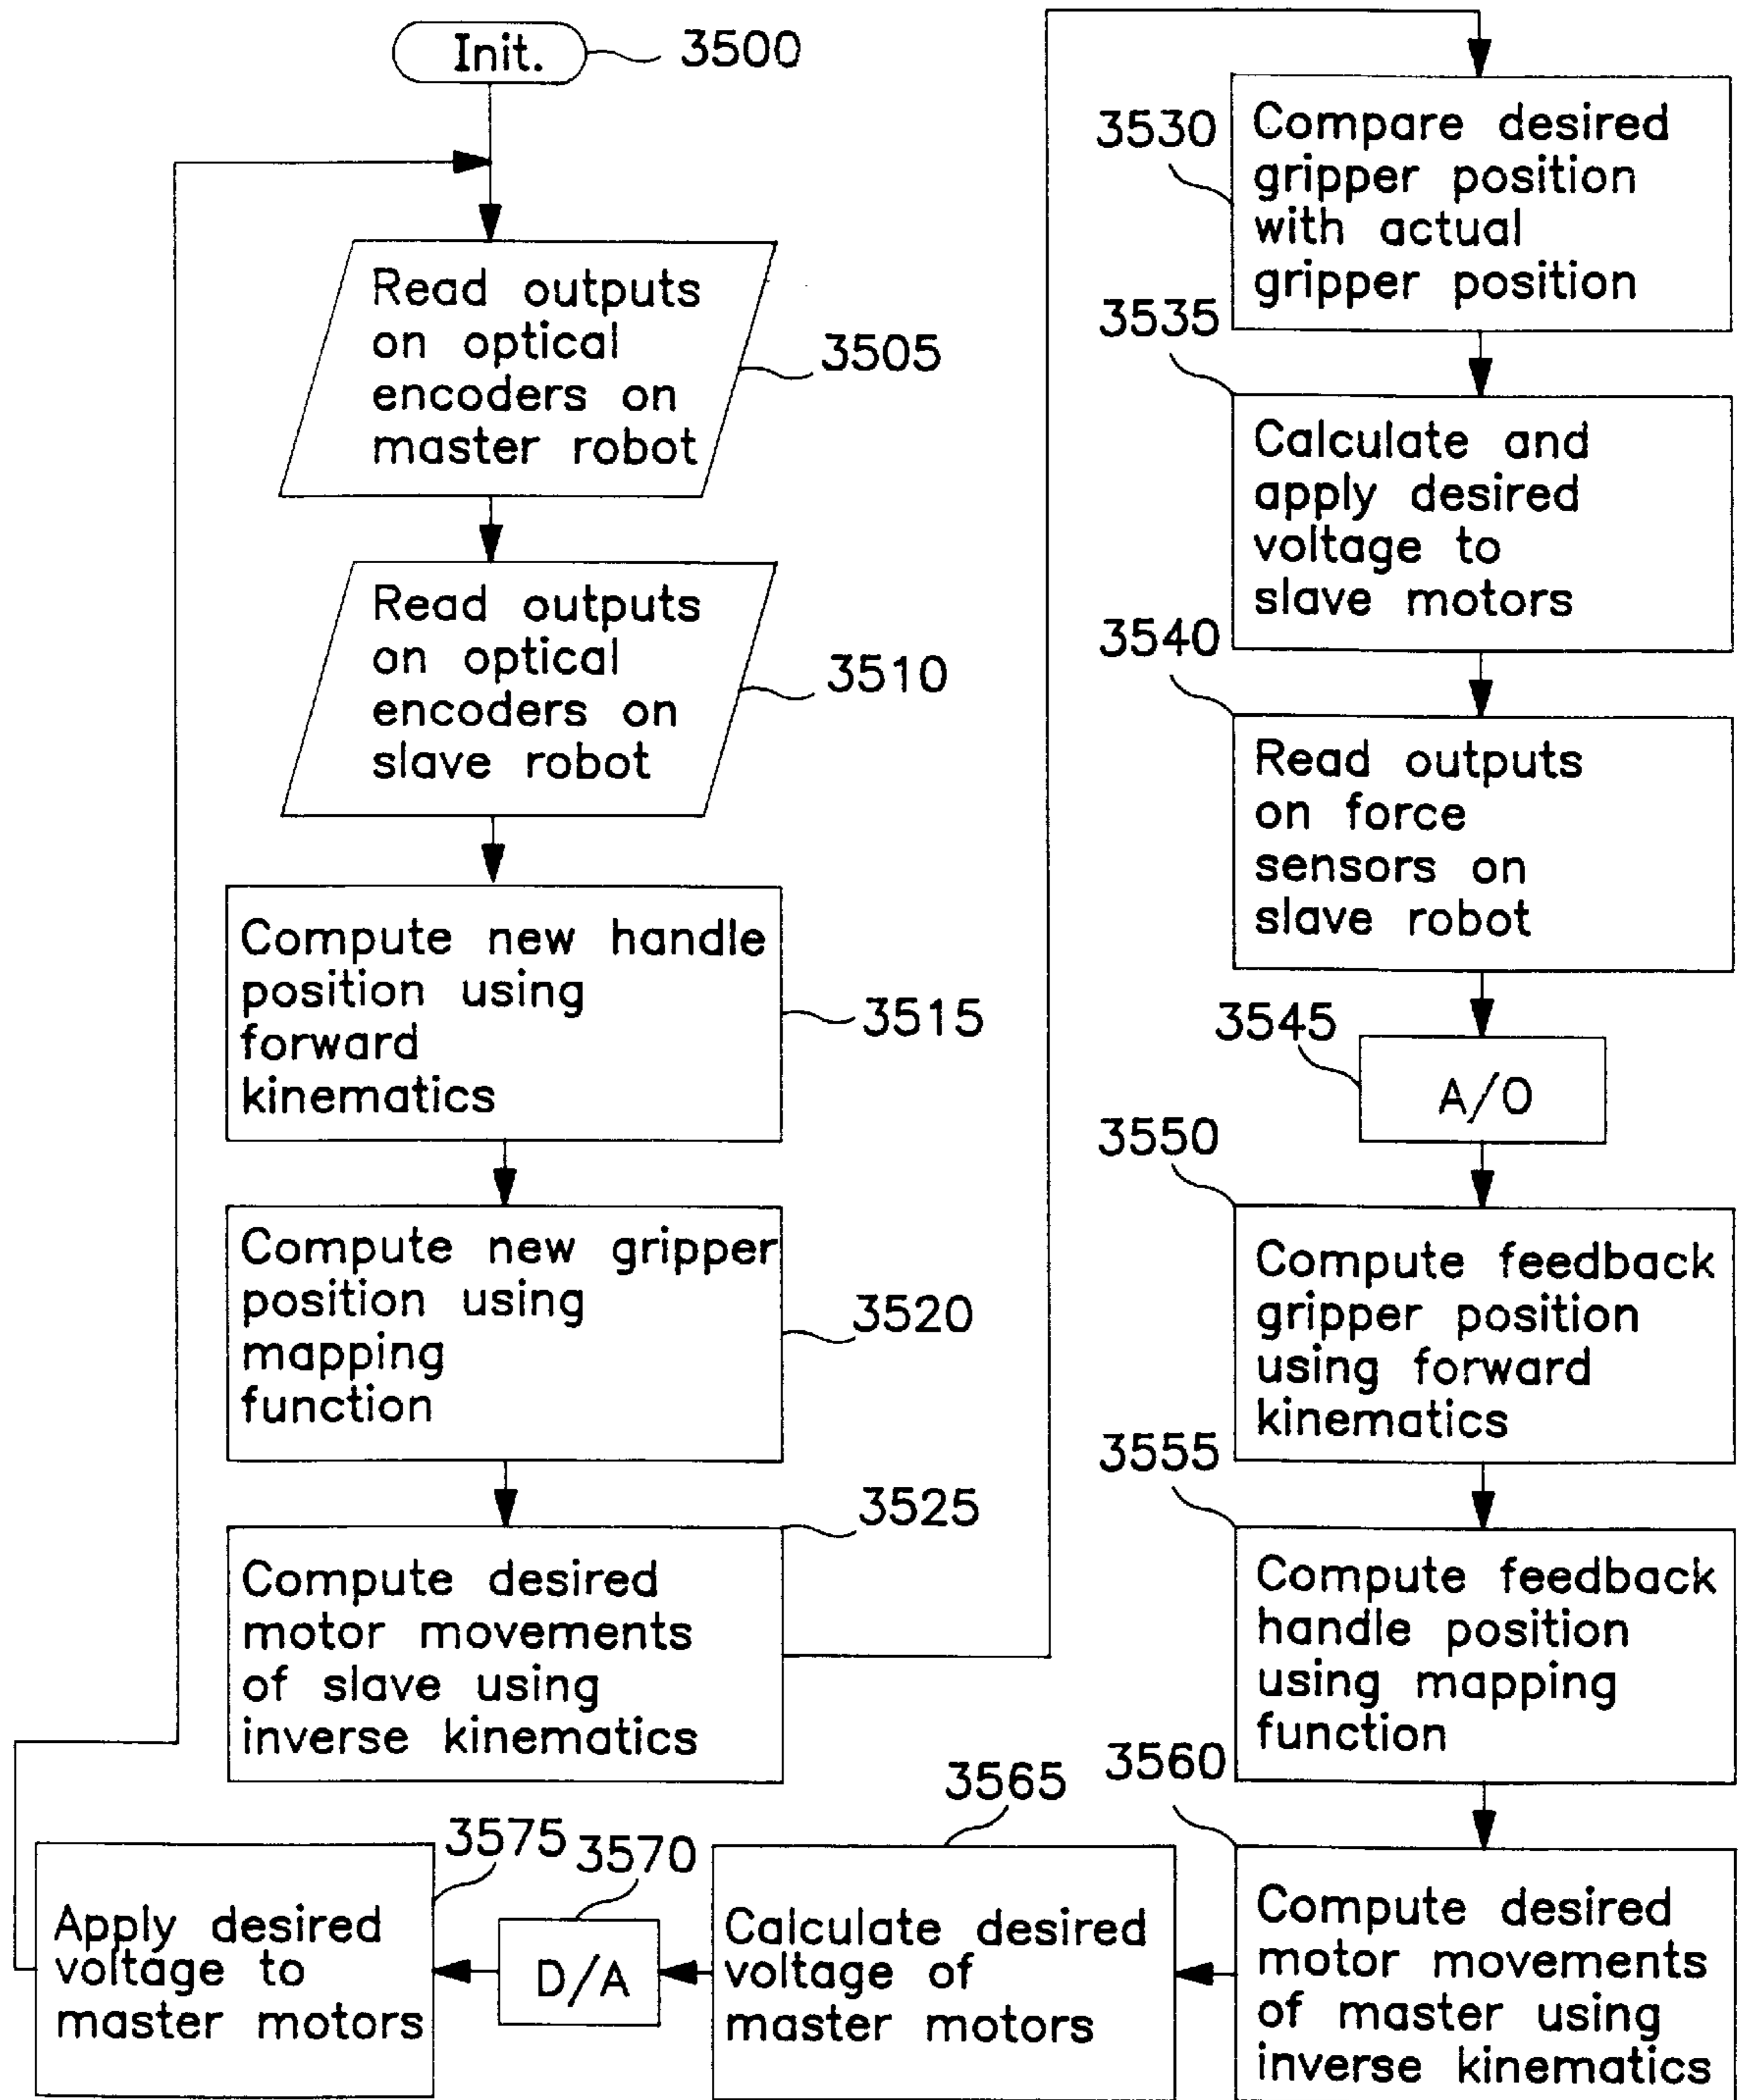 Init.
3500
Read outputs
on optical
encoders on
master robot
3505
Read outputs
on optical
encoders on
slave robot
3510
Compute new handle
position using
forward
kinematics
3515
Compute new gripper
position using
mapping
function
3520
Compute desired
motor movements
of slave using
inverse kinematics
3525
3530
Compare desired
gripper position
with actual
gripper position
3535
Calculate and
apply desired
voltage to
slave motors
3540
Read outputs
on force
sensors on
slave robot
3545
A/O
3550
Compute feedback
gripper position
using forward
kinematics
3555
Compute feedback
handle position
using mapping
function
3560
Compute desired
motor movements
of master using
inverse kinematics
3565
Calculate desired
voltage of
master motors
3570
D/A
3575
Apply desired
voltage to
master motors